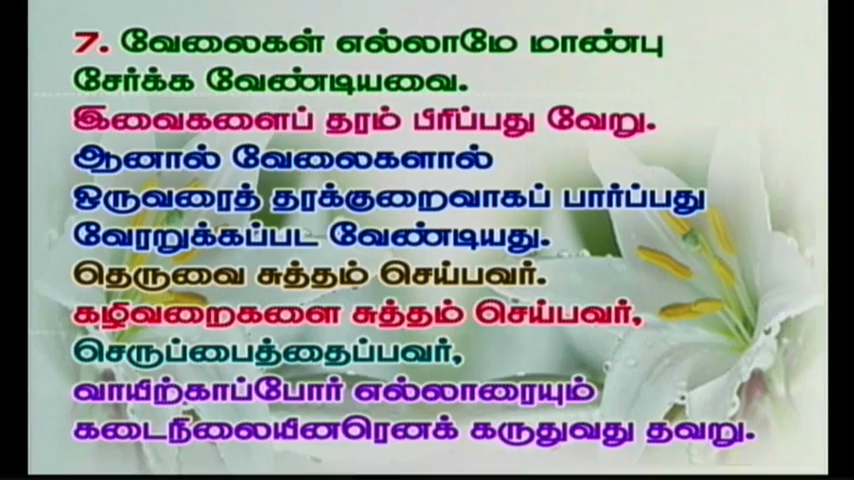 7. வேலைகள் எல்லாமே மாண்பு
சேர்க்க வேண்டியவை.
இவைகளைப் தரம் பிரிப்பது வேறு.
ஆனால் வேலைகளால்
ஒருவரைத் தரக்குறைவாகப் பார்ப்பது
வேரறுக்கப்பட வேண்டியது.
தெருவை சுத்தம் செய்பவர்.
கழிவறைகளை சுத்தம் செய்பவர்,
செருப்பைத்தைப்பவர்,
வாயிற்காப்போர் எல்லாரையும்
கடைநிலையினரெனக் கருதுவது தவறு.